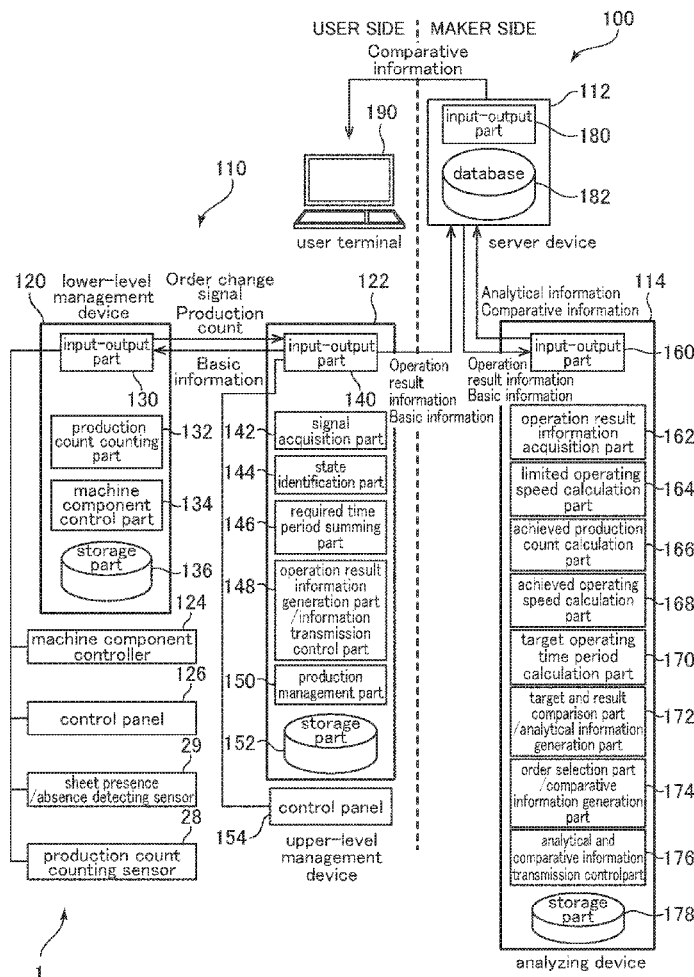 USER SIDE
MAKER SIDE
100
Comparative
information
112
input-output
part
180
database
182
server device
190
user terminal
110
120
lower-level
management
device
Order change
signal
Production
count
122
input-output
part
130
Basic
information
input-output
part
140
production
count counting
part
132
machine
component
control part
134
storage
part
136
124
machine component
controller
126
control panel
29
sheet presence
/absence detecting sensor
28
production count
counting sensor
1
142
signal
acquisition part
144
state
identification part
146
required time
period summing
part
148
operation result
information
generation part
/information
transmission
control part
150
production
management part
152
storage
part
154
control panel
upper-level
management
device
Operation
result
information
Basic information
Analytical information
Comparative information
114
Operation
result information
Basic information
input-output
part
160
operation result
information
acquisition part
162
limited operating
speed calculation
part
164
achieved production
count calculation
part
166
achieved operating
speed calculation
part
168
target operating
time period
calculation part
170
target and result
comparison part
/analytical information
generation part
172
order selection part
/comparative
information generation
part
174
analytical and
comparative information
transmission controlpart
176
storage
part
178
analyzing device